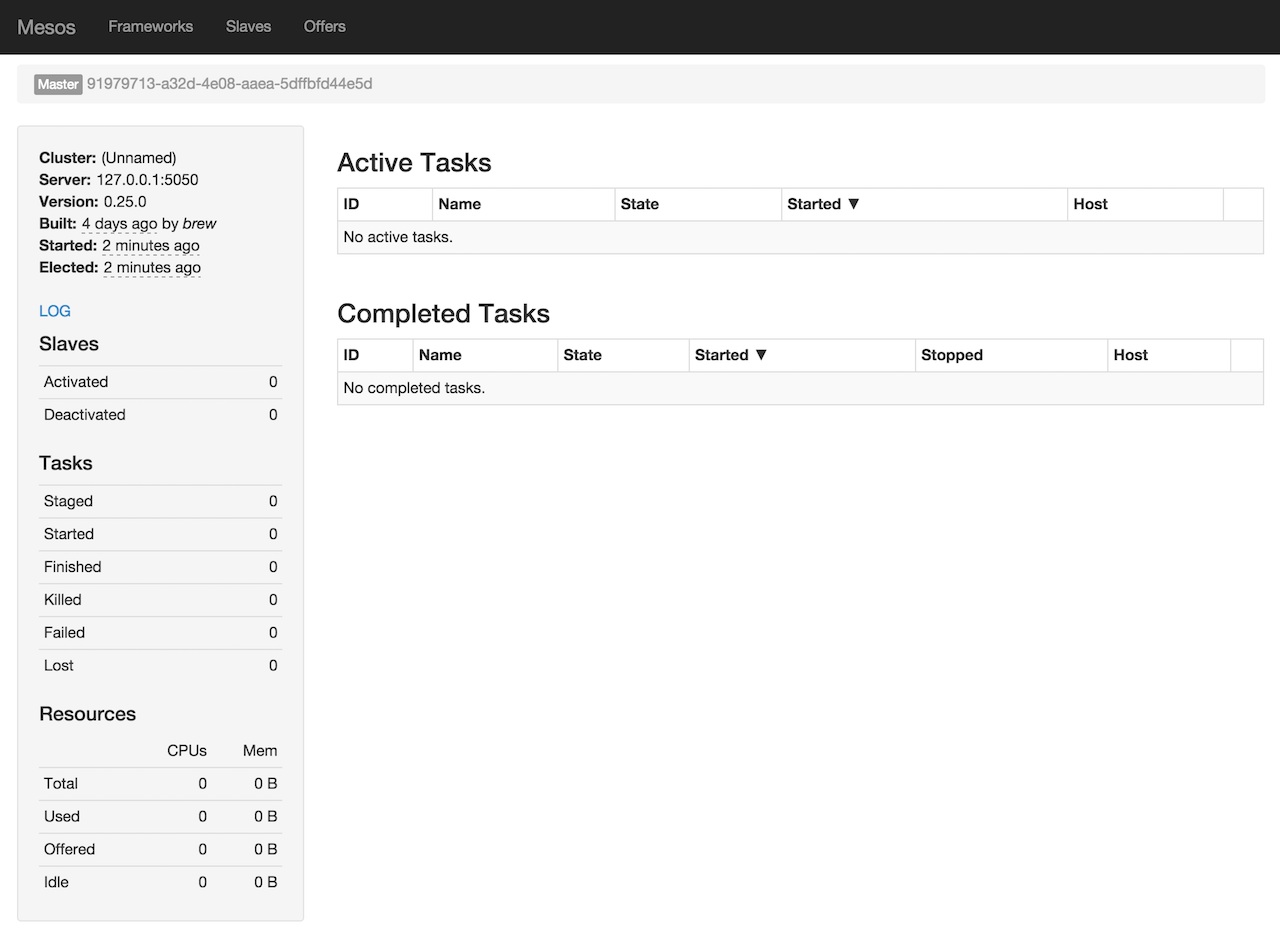 Mesos Frameworks Slaves Offers
Master 91979713-a32d-4e08-aaea-5dffbfd44e5d
Cluster: (Unnamed)
Server: 127.0.0.1:5050
Version: 0.25.0
Built: 4 days ago by brew
Started: 2 minutes ago
Elected: 2 minutes ago
LOG
Slaves
Activated 0
Deactivated 0
Tasks
Staged 0
Started 0
Finished 0
Killed 0
Failed 0
Lost 0
Resources
CPUs Mem
Total 0 0 B
Used 0 0 B
Offered 0 0 B
Idle 0 0 B
Active Tasks
ID Name State Started ▼ Host
No active tasks.
Completed Tasks
ID Name State Started ▼ Stopped Host
No completed tasks.